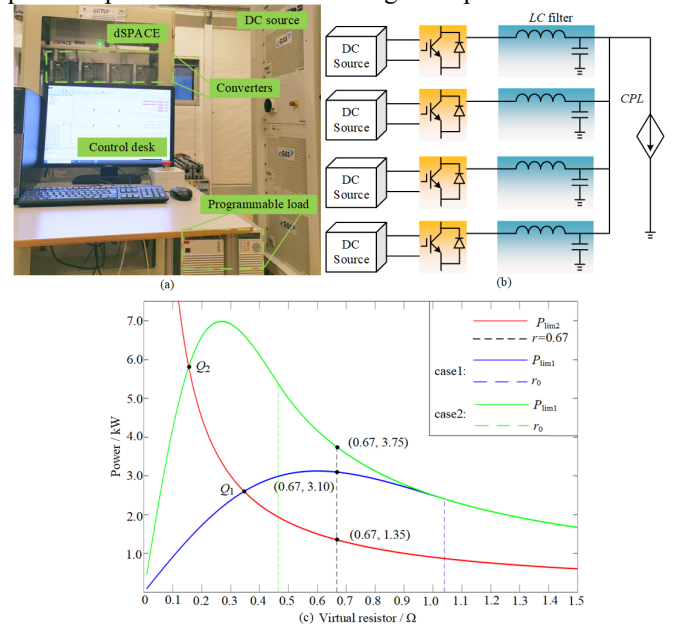 DC source
dSPACE
Converters
Control desk
Programmable load
(a)
LC filter
DC
Source
DC
Source
DC
Source
DC
Source
CPL
(b)
7.0
6.0
5.0
4.0
3.0
2.0
1.0
Power / kW
Q2
Q1
(0.67, 3.75)
(0.67, 3.10)
(0.67, 1.35)
Plim2
r=0.67
case1:
Plim1
r0
case2:
Plim1
r0
0 0.1 0.2 0.3 0.4 0.5 0.6 0.7 0.8 0.9 1.0 1.1 1.2 1.3 1.4 1.5
(c) Virtual resistor / Ω